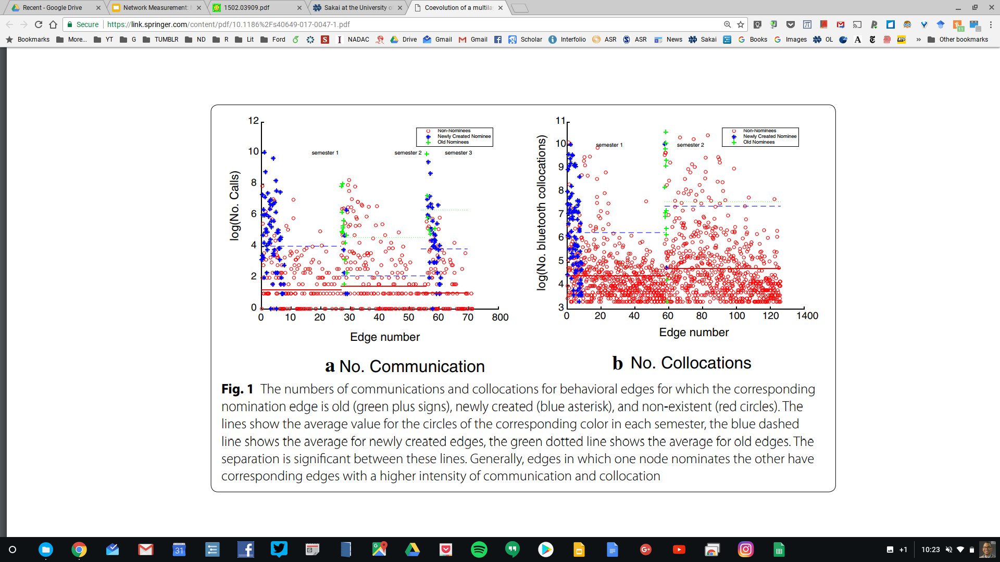 Recent - Google Drive
Network Measurement:
1502.03909.pdf
Sakai at the University o
Coevolution of a multila
Secure
https://link.springer.com/content/pdf/10.1186%2Fs40649-017-0047-1.pdf
11
Bookmarks
More...
YT
G
TUMBLR
ND
R
Lit
Ford
NADAC
Drive
Gmail
Gmail
Scholar
Interfolio
ASR
ASR
News
Sakai
Books
Images
OL
Other bookmarks
log(No. Calls)
12
10
8
6
4
2
0
Non-Nominees
Newly Created Nominee
Old Nominees
semester 1
semester 2
semester 3
0 10 20 30 40 50 60 70 800
Edge number
a No. Communication
log(No. bluetooth collocations)
11
10
9
8
7
6
5
4
3
Non-Nominees
Newly Created Nominee
Old Nominees
semester 1
semester 2
0 20 40 60 80 100 120 1400
Edge number
b No. Collocations
Fig. 1 The numbers of communications and collocations for behavioral edges for which the corresponding
nomination edge is old (green plus signs), newly created (blue asterisk), and non-existent (red circles). The
lines show the average value for the circles of the corresponding color in each semester, the blue dashed
line shows the average for newly created edges, the green dotted line shows the average for old edges. The
separation is significant between these lines. Generally, edges in which one node nominates the other have
corresponding edges with a higher intensity of communication and collocation
31
+1
10:23